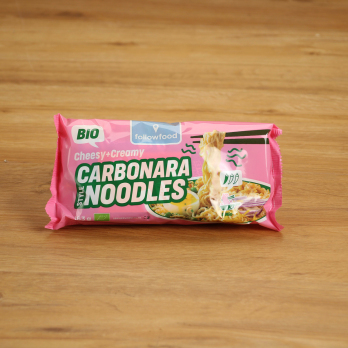 BIO
fellowfood
Cheesy+Creamy
CARBONARA
STYLE NOODLES